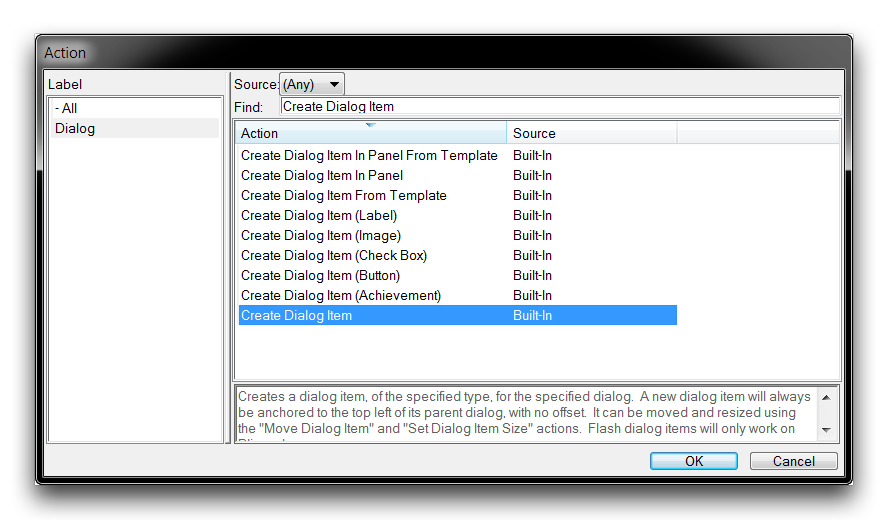 Action
Label
- All
Dialog
Source: (Any)
Find: Create Dialog Item
Action Source
Create Dialog Item In Panel From Template Built-In
Create Dialog Item In Panel Built-In
Create Dialog Item From Template Built-In
Create Dialog Item (Label) Built-In
Create Dialog Item (Image) Built-In
Create Dialog Item (Check Box) Built-In
Create Dialog Item (Button) Built-In
Create Dialog Item (Achievement) Built-In
Create Dialog Item Built-In
Creates a dialog item, of the specified type, for the specified dialog. A new dialog item will always
be anchored to the top left of its parent dialog, with no offset. It can be moved and resized using
the "Move Dialog Item" and "Set Dialog Item Size" actions. Flash dialog items will only work on
OK Cancel